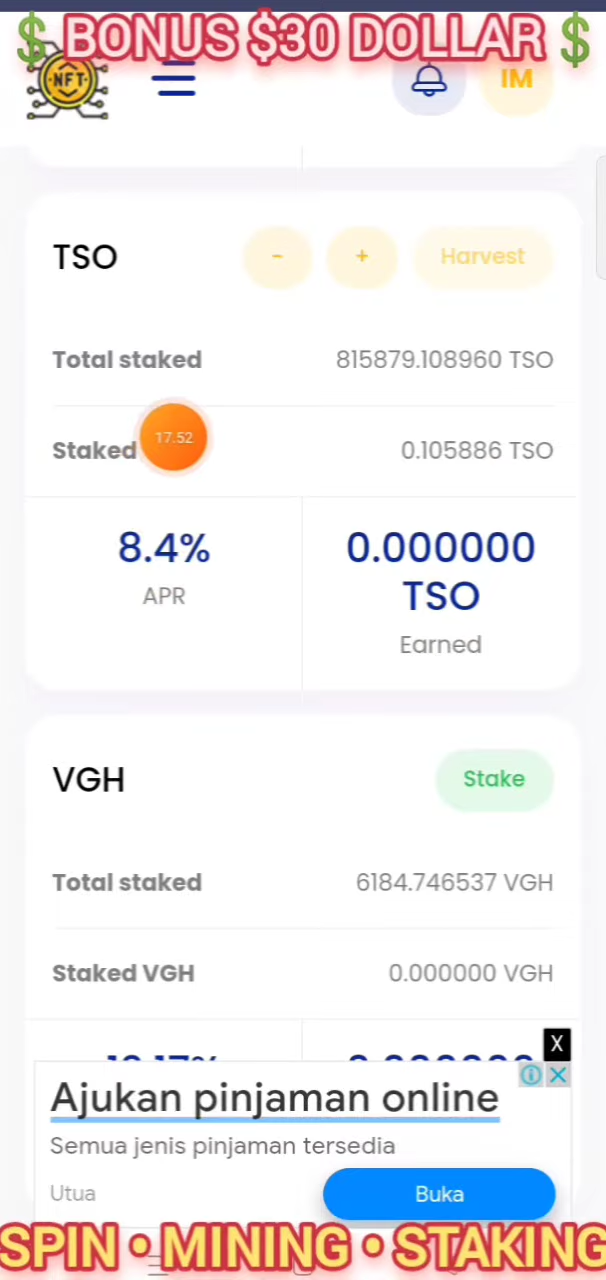 $ BONUS $30 DOLLAR $
NFT
IM
TSO - + Harvest
Total staked 815879.108960 TSO
17.52
Staked 0.105886 TSO
8.4% 0.000000
TSO
APR
Earned
VGH Stake
Total staked 6184.746537 VGH
Staked VGH 0.000000 VGH
X
Ajukan pinjaman online
Semua jenis pinjaman tersedia
Utua Buka
SPIN • MINING • STAKING